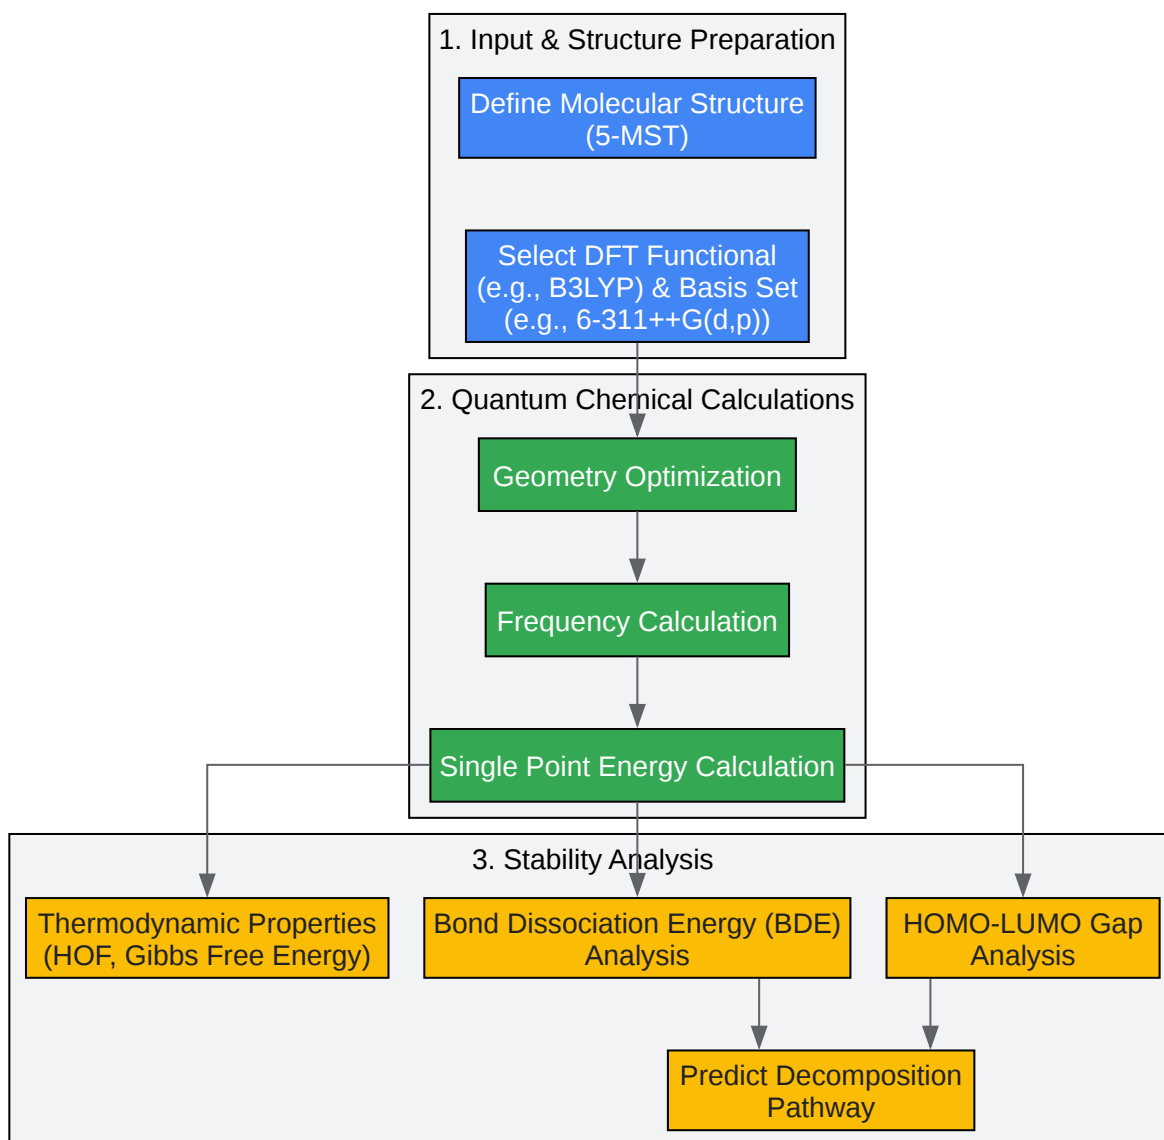 1. Input & Structure Preparation
Define Molecular Structure
(5-MST)
Select DFT Functional
(e.g., B3LYP) & Basis Set
(e.g., 6-311++G(d,p))
2. Quantum Chemical Calculations
Geometry Optimization
Frequency Calculation
Single Point Energy Calculation
3. Stability Analysis
Thermodynamic Properties
(HOF, Gibbs Free Energy)
Bond Dissociation Energy (BDE)
Analysis
HOMO-LUMO Gap
Analysis
Predict Decomposition
Pathway